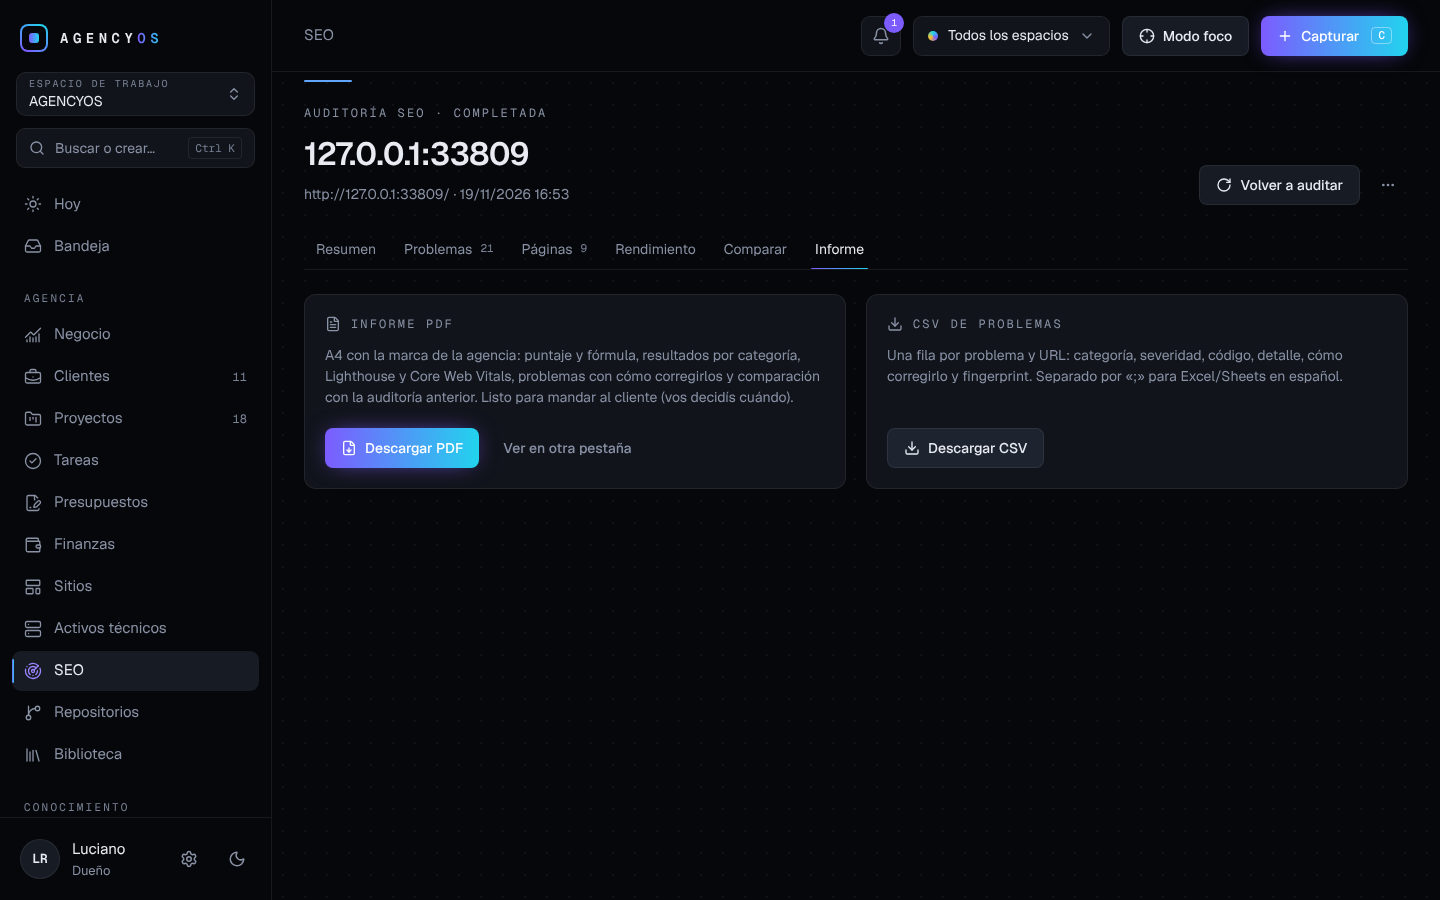 AGENCYOS
ESPACIO DE TRABAJO
AGENCYOS
Buscar o crear...
Ctrl K
Hoy
Bandeja
AGENCIA
Negocio
Clientes 11
Proyectos 18
Tareas
Presupuestos
Finanzas
Sitios
Activos técnicos
SEO
Repositorios
Biblioteca
CONOCIMIENTO
LR
Luciano
Dueño
SEO
1
Todos los espacios
Modo foco
Capturar C
AUDITORÍA SEO · COMPLETADA
127.0.0.1:33809
http://127.0.0.1:33809/ · 19/11/2026 16:53
Volver a auditar
Resumen Problemas 21 Páginas 9 Rendimiento Comparar Informe
INFORME PDF
A4 con la marca de la agencia: puntaje y fórmula, resultados por categoría,
Lighthouse y Core Web Vitals, problemas con cómo corregirlos y comparación
con la auditoría anterior. Listo para mandar al cliente (vos decidís cuándo).
Descargar PDF
Ver en otra pestaña
CSV DE PROBLEMAS
Una fila por problema y URL: categoría, severidad, código, detalle, cómo
corregirlo y fingerprint. Separado por «;» para Excel/Sheets en español.
Descargar CSV